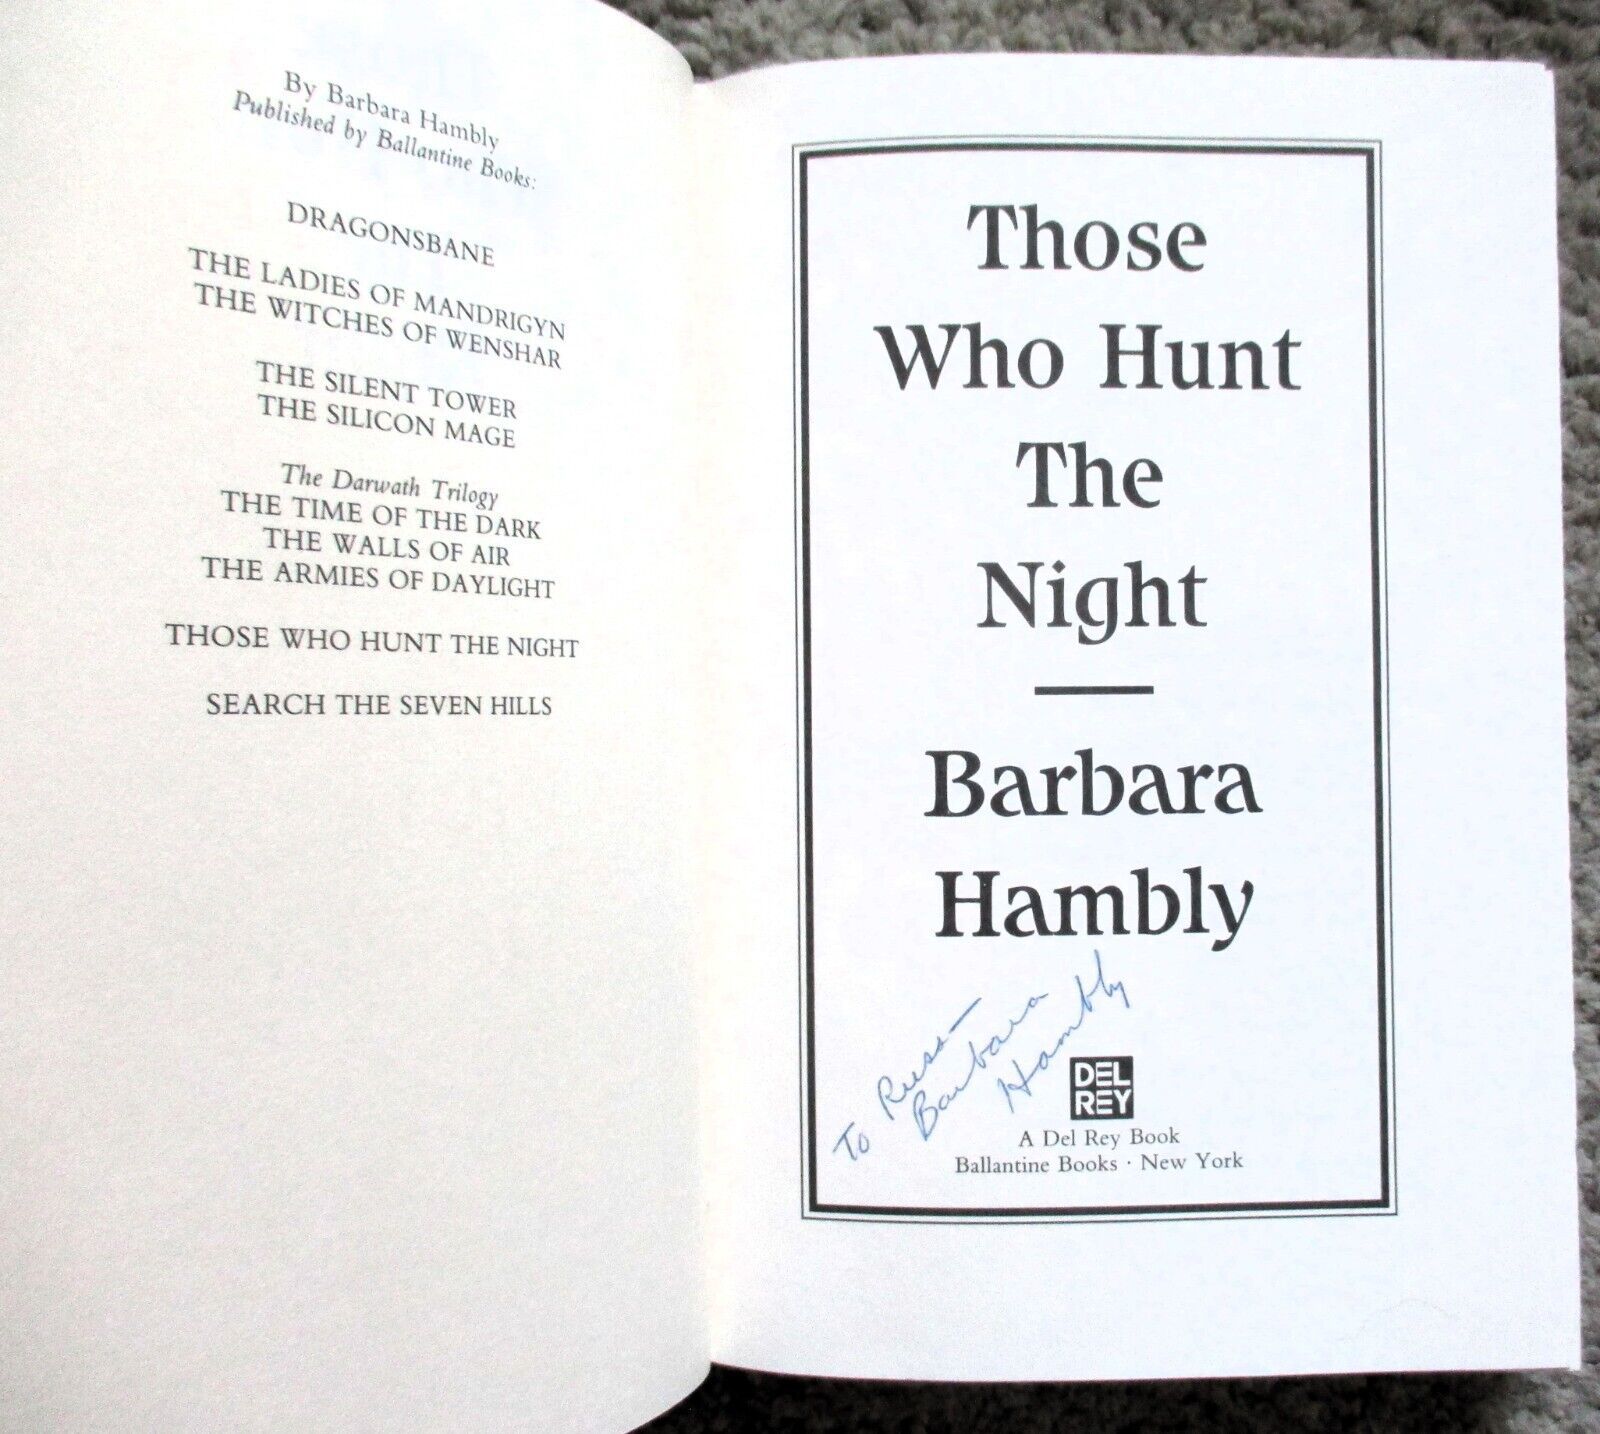 By Barbara Hambly
Published by Ballantine Books:
DRAGONSBANE
THE LADIES OF MANDRIGYN
THE WITCHES OF WENSHAR
THE SILENT TOWER
THE SILICON MAGE
The Darwath Trilogy
THE TIME OF THE DARK
THE WALLS OF AIR
THE ARMIES OF DAYLIGHT
THOSE WHO HUNT THE NIGHT
SEARCH THE SEVEN HILLS
Those
Who Hunt
The
Night
Barbara
Hambly
To Russ—
Barbara
Hambly
DEL
REY
A Del Rey Book
Ballantine Books · New York